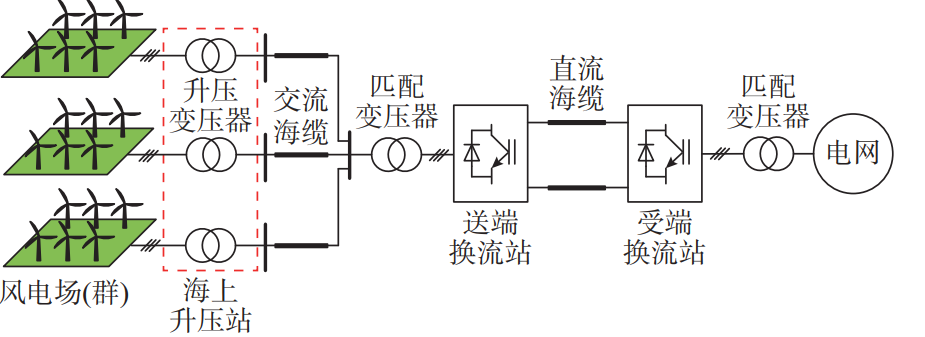 升压
变压器
交流
海缆
匹配
变压器
直流
海缆
匹配
变压器
电网
送端
换流站
受端
换流站
风电场(群)
海上
升压站